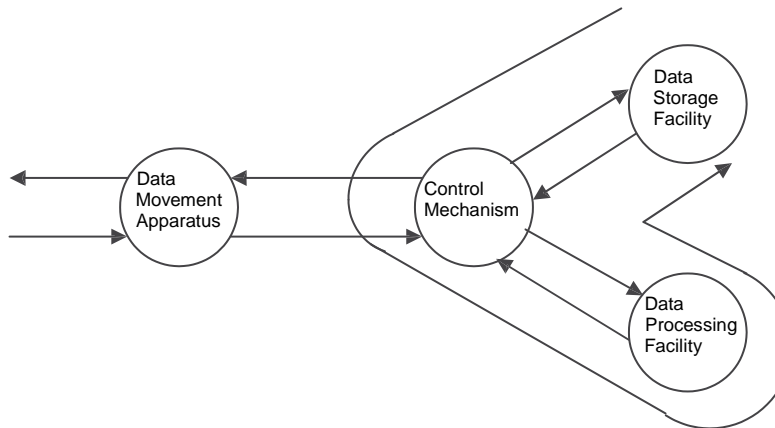 Data
Storage
Facility
Data
Movement
Apparatus
Control
Mechanism
Data
Processing
Facility